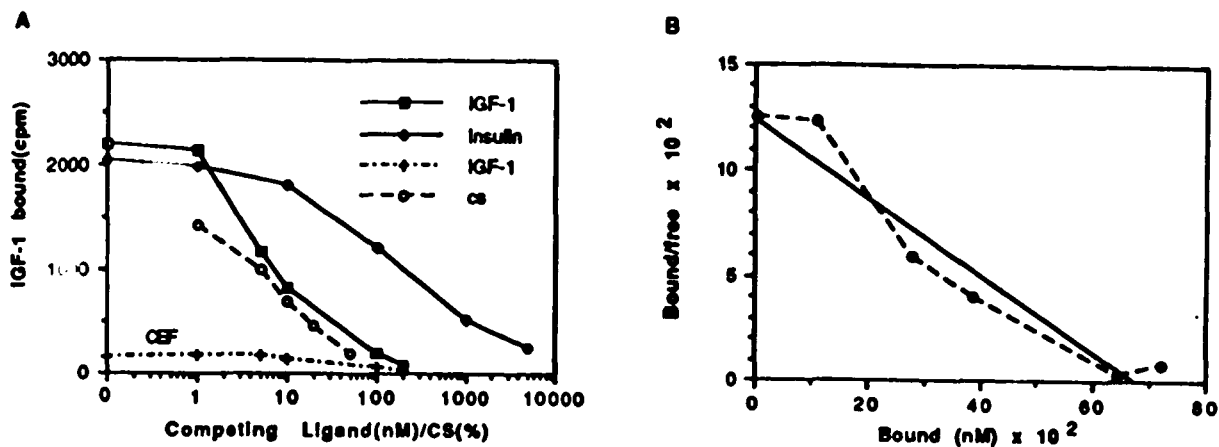 A
IGF-1 bound(cpm)
3000
2000
0
0
1
10
100
1000
10000
Competing Ligand(nM)/CS(%)
IGF-1
Insulin
IGF-1
CS
CEF
B
Bound/free x 10 2
15
10
5
0
0
20
40
60
80
Bound (nM) x 10 2